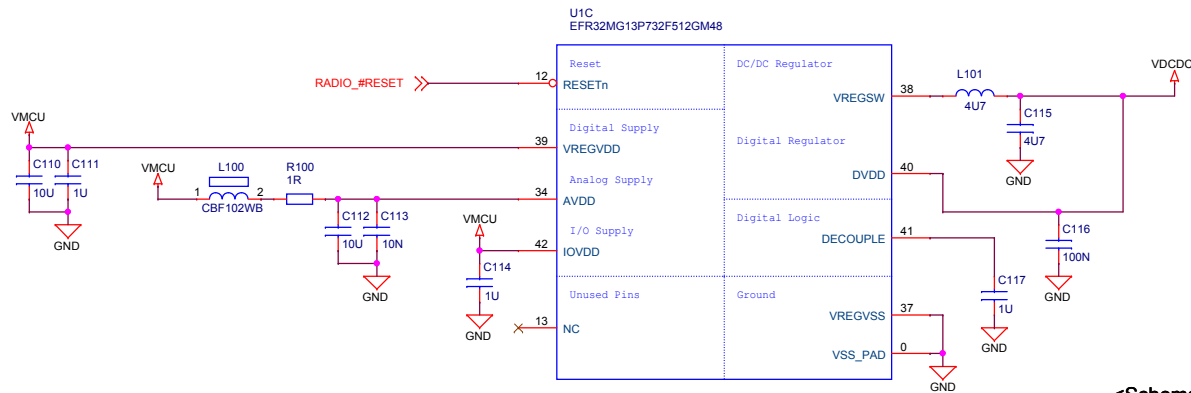 U1C
EFR32MG13P732F512GM48
Reset
DC/DC Regulator
RADIO_#RESET
12
RESETn
VREGSW
38
L101
4U7
VDCDC
C115
4U7
VMCU
Digital Supply
39
VREGVDD
Digital Regulator
C110
10U
C111
1U
GND
VMCU
L100
1
2
CBF102WB
R100
1R
Analog Supply
34
AVDD
DVDD
40
C112
10U
C113
10N
GND
VMCU
I/O Supply
42
IOVDD
Digital Logic
DECOUPLE
41
C116
100N
GND
C114
1U
GND
C117
1U
GND
Unused Pins
13
NC
Ground
VREGVSS
37
VSS_PAD
0
GND
GND